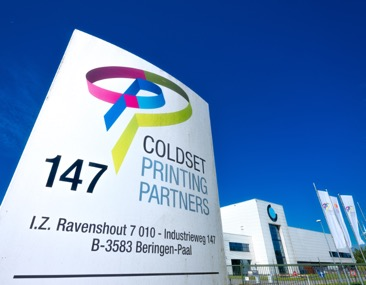 COLDSET
147 PRINTING
PARTNERS
I.Z. Ravenshout 7 010 - Industrieweg 147
B-3583 Beringen-Paal